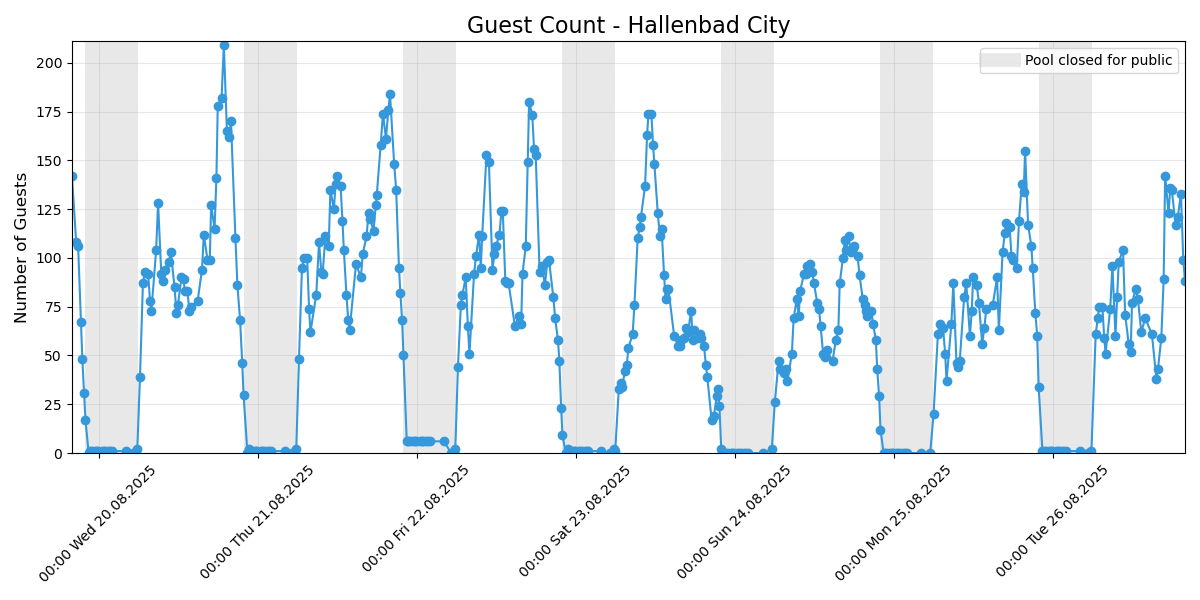 Guest Count - Hallenbad City
Pool closed for public
Number of Guests
200
175
150
125
100
75
50
25
0
00:00 Wed 20.08.2025
00:00 Thu 21.08.2025
00:00 Fri 22.08.2025
00:00 Sat 23.08.2025
00:00 Sun 24.08.2025
00:00 Mon 25.08.2025
00:00 Tue 26.08.2025